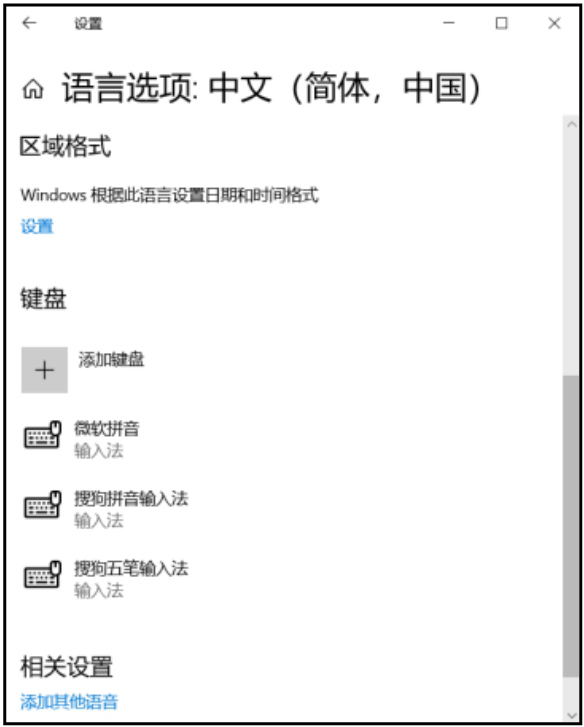 设置
语言选项: 中文（简体，中国）
区域格式
Windows 根据此语言设置日期和时间格式
设置
键盘
添加键盘
微软拼音
输入法
搜狗拼音输入法
输入法
搜狗五笔输入法
输入法
相关设置
添加其他语音